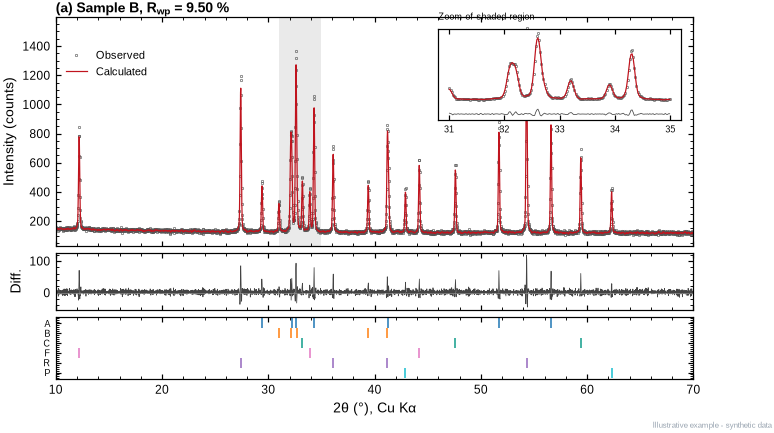 (a) Sample B, Rwp = 9.50 %
Zoom of shaded region
Observed
Calculated
Intensity (counts)
1400
1200
1000
800
600
400
200
31 32 33 34 35
Diff.
100
0
A
B
C
F
R
P
10 20 30 40 50 60 70
2θ (°), Cu Kα
Illustrative example - synthetic data